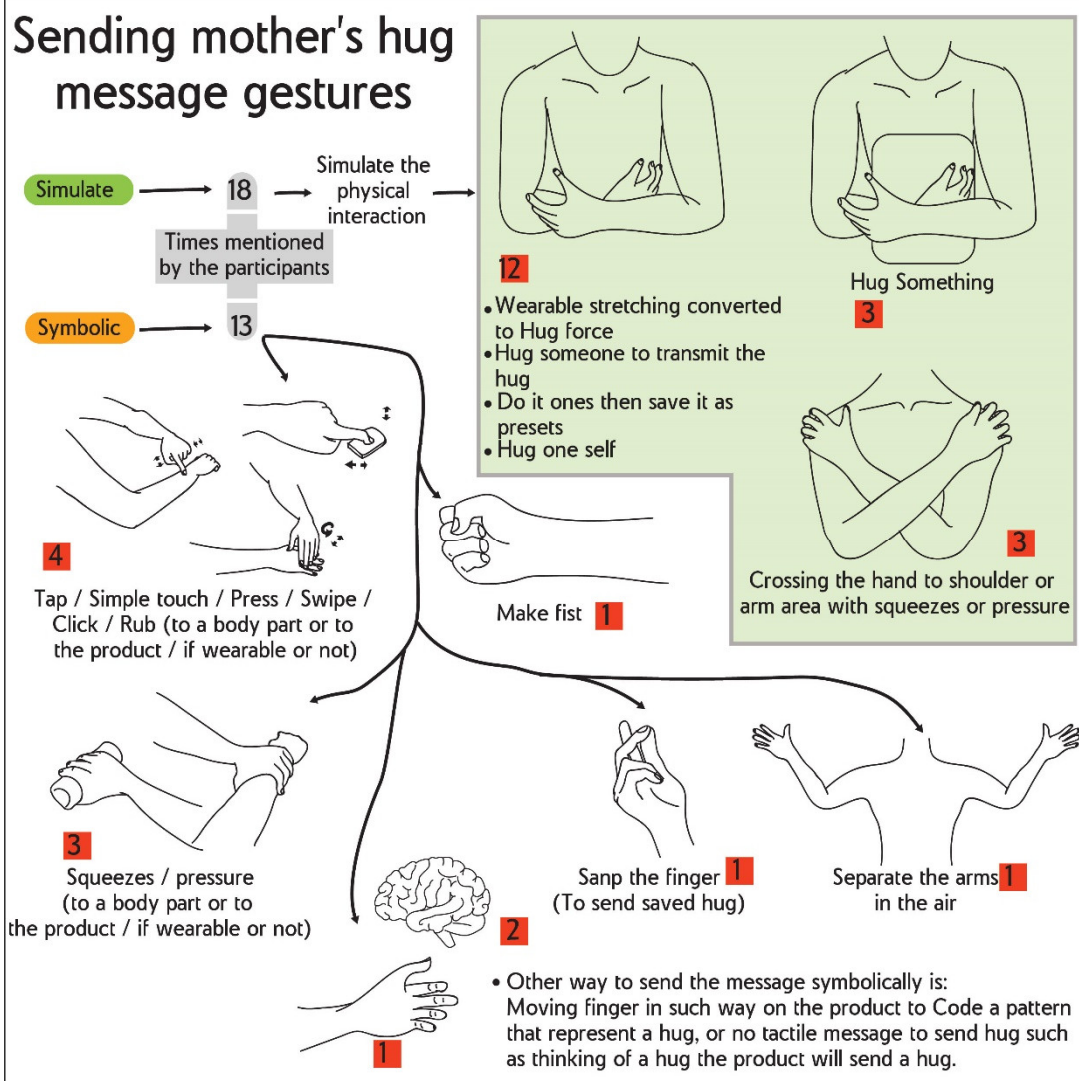 Sending mother's hug
message gestures
Simulate
18
Simulate the
physical
interaction
Times mentioned
by the participants
Symbolic
13
12
• Wearable stretching converted
to Hug force
• Hug someone to transmit the
hug
• Do it ones then save it as
presets
• Hug one self
Hug Something
3
3
Crossing the hand to shoulder or
arm area with squeezes or pressure
4
Tap / Simple touch / Press / Swipe /
Click / Rub (to a body part or to
the product / if wearable or not)
Make fist 1
3
Squeezes / pressure
(to a body part or to
the product / if wearable or not)
2
1
Sanp the finger 1
(To send saved hug)
Separate the arms 1
in the air
• Other way to send the message symbolically is:
Moving finger in such way on the product to Code a pattern
that represent a hug, or no tactile message to send hug such
as thinking of a hug the product will send a hug.